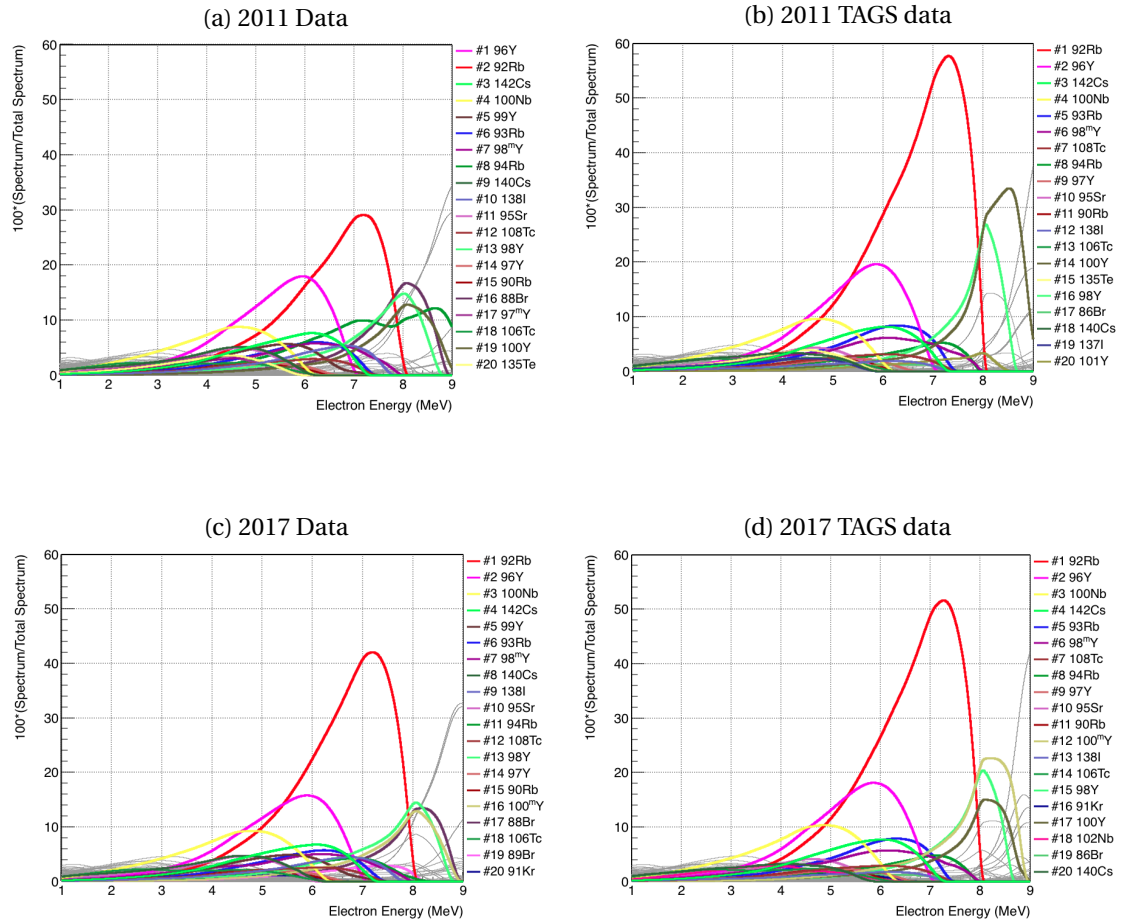 (a) 2011 Data
60
50
40
30
20
10
0
100*(Spectrum/Total Spectrum)
1 2 3 4 5 6 7 8 9
Electron Energy (MeV)
#1 96Y
#2 92Rb
#3 142Cs
#4 100Nb
#5 99Y
#6 93Rb
#7 98ᵐY
#8 94Rb
#9 140Cs
#10 138I
#11 95Sr
#12 108Tc
#13 98Y
#14 97Y
#15 90Rb
#16 88Br
#17 97ᵐY
#18 106Tc
#19 100Y
#20 135Te
(b) 2011 TAGS data
60
50
40
30
20
10
0
100*(Spectrum/Total Spectrum)
1 2 3 4 5 6 7 8 9
Electron Energy (MeV)
#1 92Rb
#2 96Y
#3 142Cs
#4 100Nb
#5 93Rb
#6 98ᵐY
#7 108Tc
#8 94Rb
#9 97Y
#10 95Sr
#11 90Rb
#12 138I
#13 106Tc
#14 100Y
#15 135Te
#16 98Y
#17 86Br
#18 140Cs
#19 137I
#20 101Y
(c) 2017 Data
60
50
40
30
20
10
0
100*(Spectrum/Total Spectrum)
1 2 3 4 5 6 7 8 9
Electron Energy (MeV)
#1 92Rb
#2 96Y
#3 100Nb
#4 142Cs
#5 99Y
#6 93Rb
#7 98ᵐY
#8 140Cs
#9 138I
#10 95Sr
#11 94Rb
#12 108Tc
#13 98Y
#14 97Y
#15 90Rb
#16 100ᵐY
#17 88Br
#18 106Tc
#19 89Br
#20 91Kr
(d) 2017 TAGS data
60
50
40
30
20
10
0
100*(Spectrum/Total Spectrum)
1 2 3 4 5 6 7 8 9
Electron Energy (MeV)
#1 92Rb
#2 96Y
#3 100Nb
#4 142Cs
#5 93Rb
#6 98ᵐY
#7 108Tc
#8 94Rb
#9 97Y
#10 95Sr
#11 90Rb
#12 100ᵐY
#13 138I
#14 106Tc
#15 98Y
#16 91Kr
#17 100Y
#18 102Nb
#19 86Br
#20 140Cs